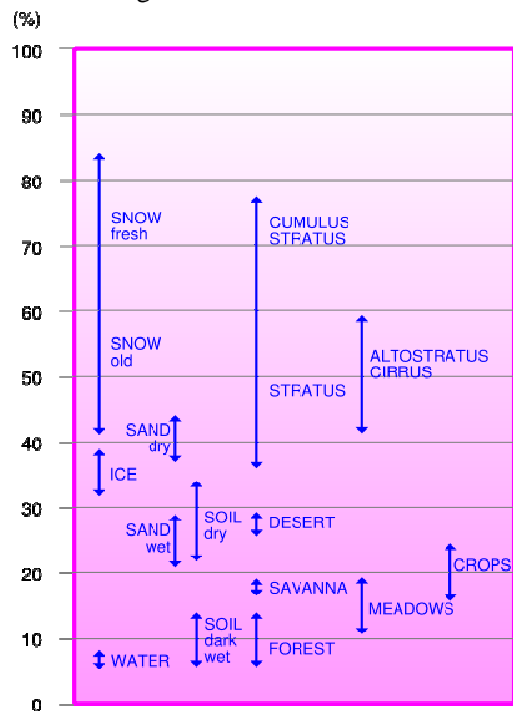 (%)
100
90
80
SNOW
fresh
CUMULUS
STRATUS
70
60
SNOW
old
ALTOSTRATUS
CIRRUS
50
STRATUS
40
SAND
dry
ICE
30
SOIL
dry
DESERT
SAND
wet
20
CROPS
SAVANNA
MEADOWS
10
SOIL
dark
wet
FOREST
WATER
0